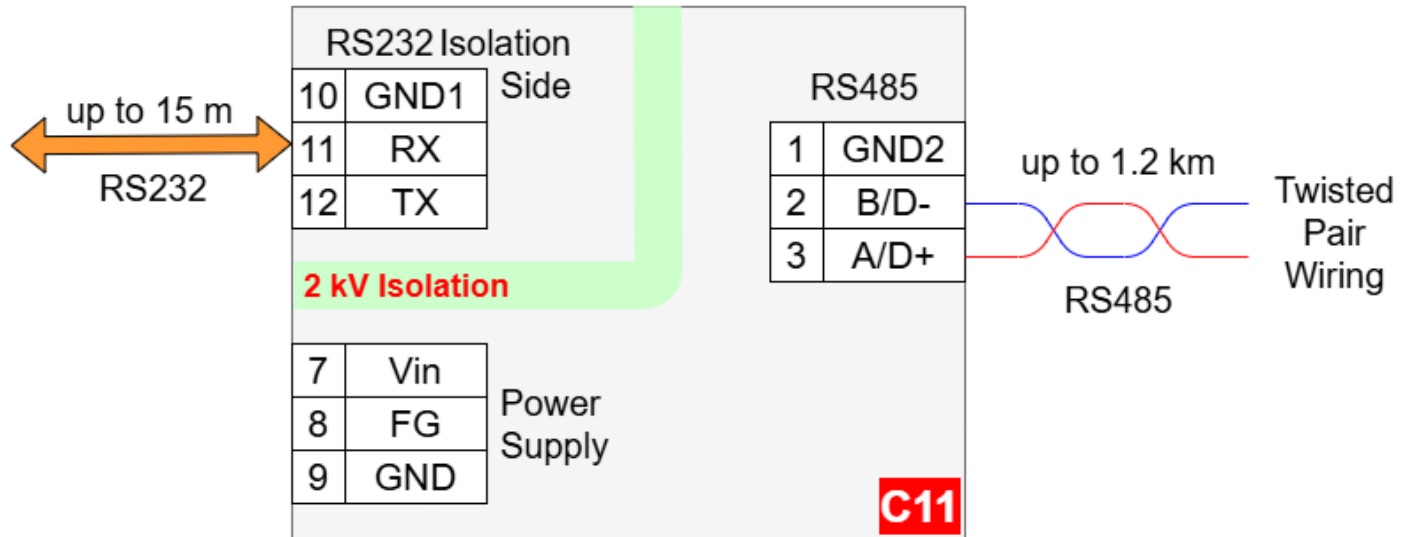 RS232 Isolation
Side
10 GND1
11 RX
12 TX
up to 15 m
RS232
2 kV Isolation
7 Vin
8 FG
9 GND
Power
Supply
RS485
1 GND2
2 B/D-
3 A/D+
up to 1.2 km
RS485
Twisted
Pair
Wiring
C11